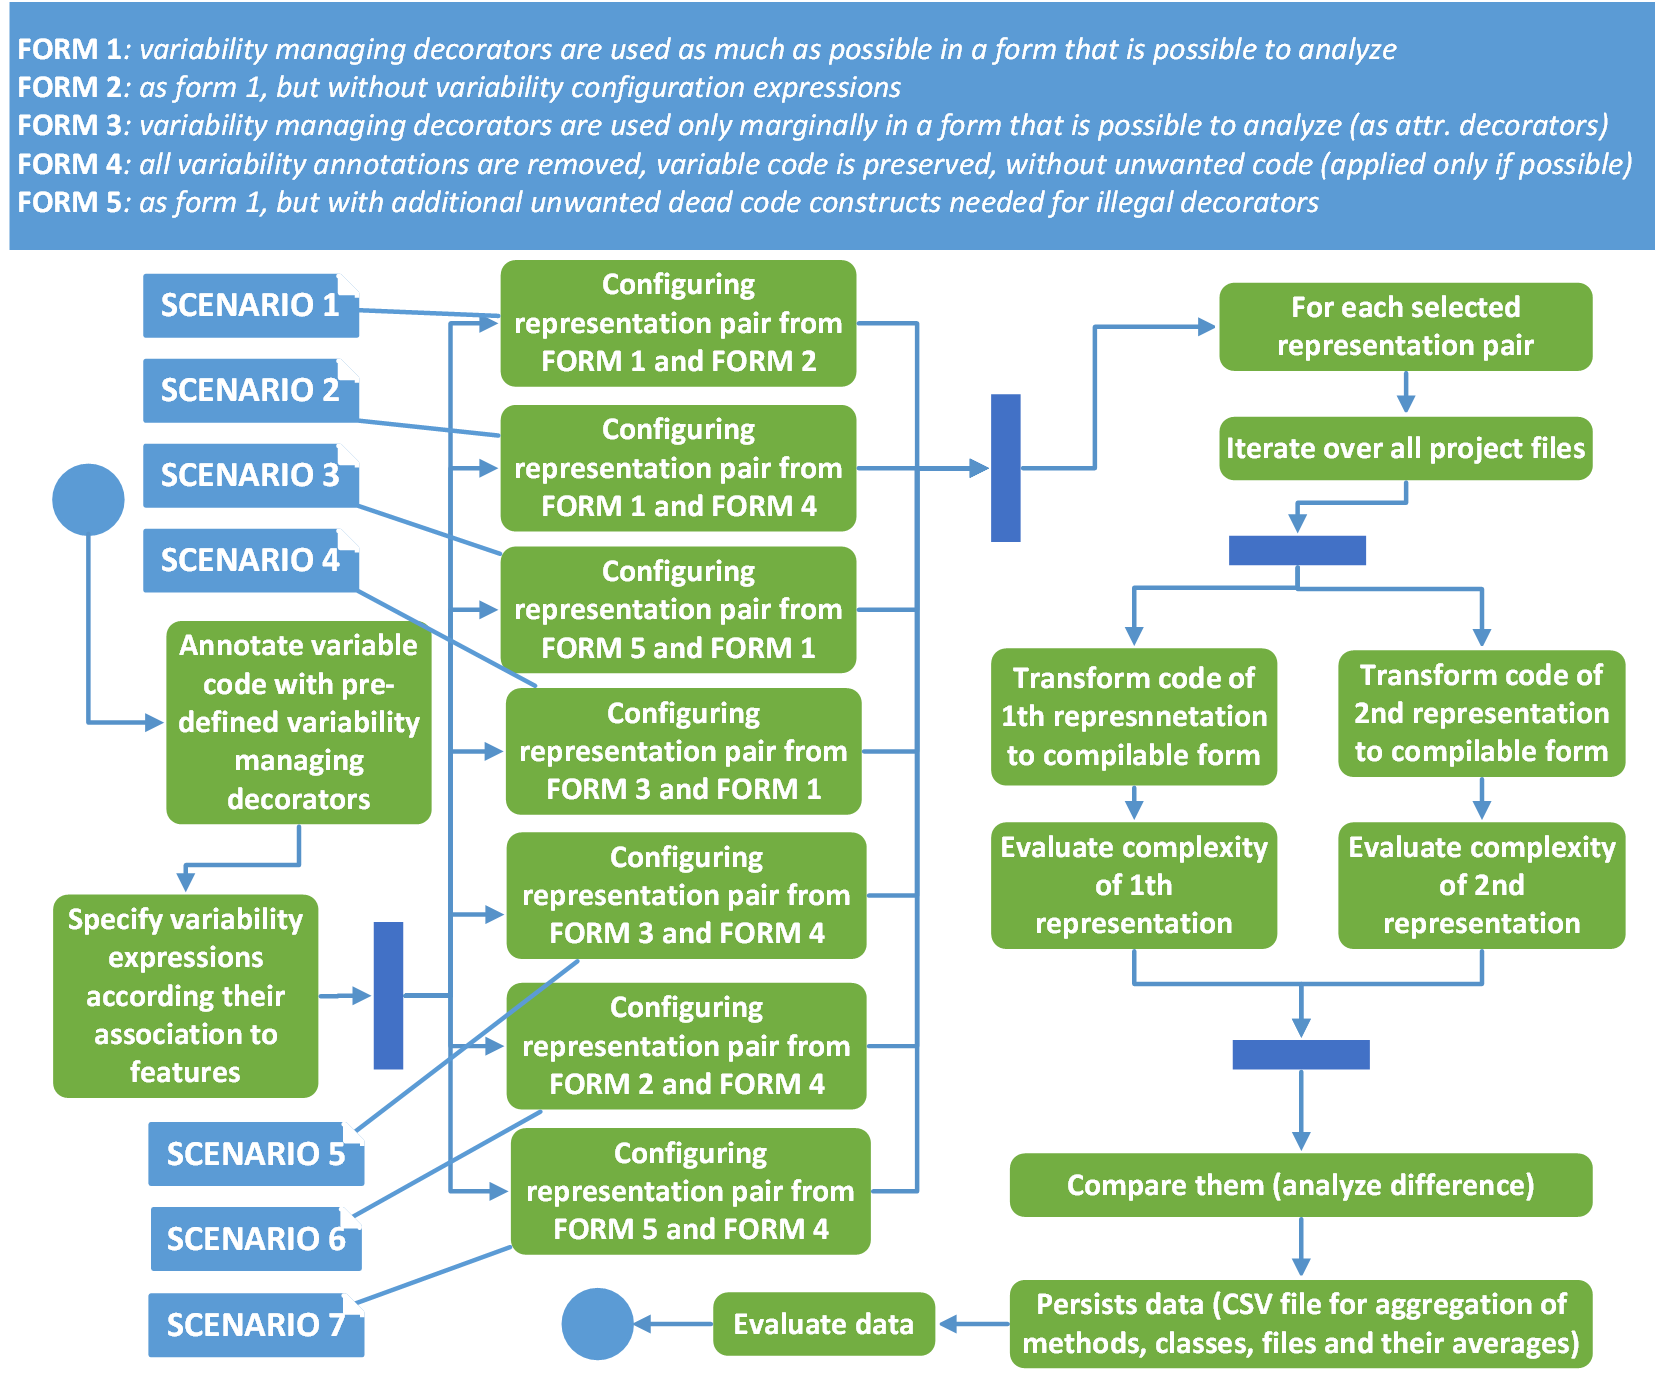 FORM 1: variability managing decorators are used as much as possible in a form that is possible to analyze
FORM 2: as form 1, but without variability configuration expressions
FORM 3: variability managing decorators are used only marginally in a form that is possible to analyze (as attr. decorators)
FORM 4: all variability annotations are removed, variable code is preserved, without unwanted code (applied only if possible)
FORM 5: as form 1, but with additional unwanted dead code constructs needed for illegal decorators
SCENARIO 1
SCENARIO 2
SCENARIO 3
SCENARIO 4
Annotate variable
code with pre-
defined variability
managing
decorators
Specify variability
expressions
according their
association to
features
SCENARIO 5
SCENARIO 6
SCENARIO 7
Configuring
representation pair from
FORM 1 and FORM 2
Configuring
representation pair from
FORM 1 and FORM 4
Configuring
representation pair from
FORM 5 and FORM 1
Configuring
representation pair from
FORM 3 and FORM 1
Configuring
representation pair from
FORM 3 and FORM 4
Configuring
representation pair from
FORM 2 and FORM 4
Configuring
representation pair from
FORM 5 and FORM 4
For each selected
representation pair
Iterate over all project files
Transform code of
1th represnnetation
to compilable form
Transform code of
2nd representation
to compilable form
Evaluate complexity
of 1th
representation
Evaluate complexity
of 2nd
representation
Compare them (analyze difference)
Persists data (CSV file for aggregation of
methods, classes, files and their averages)
Evaluate data